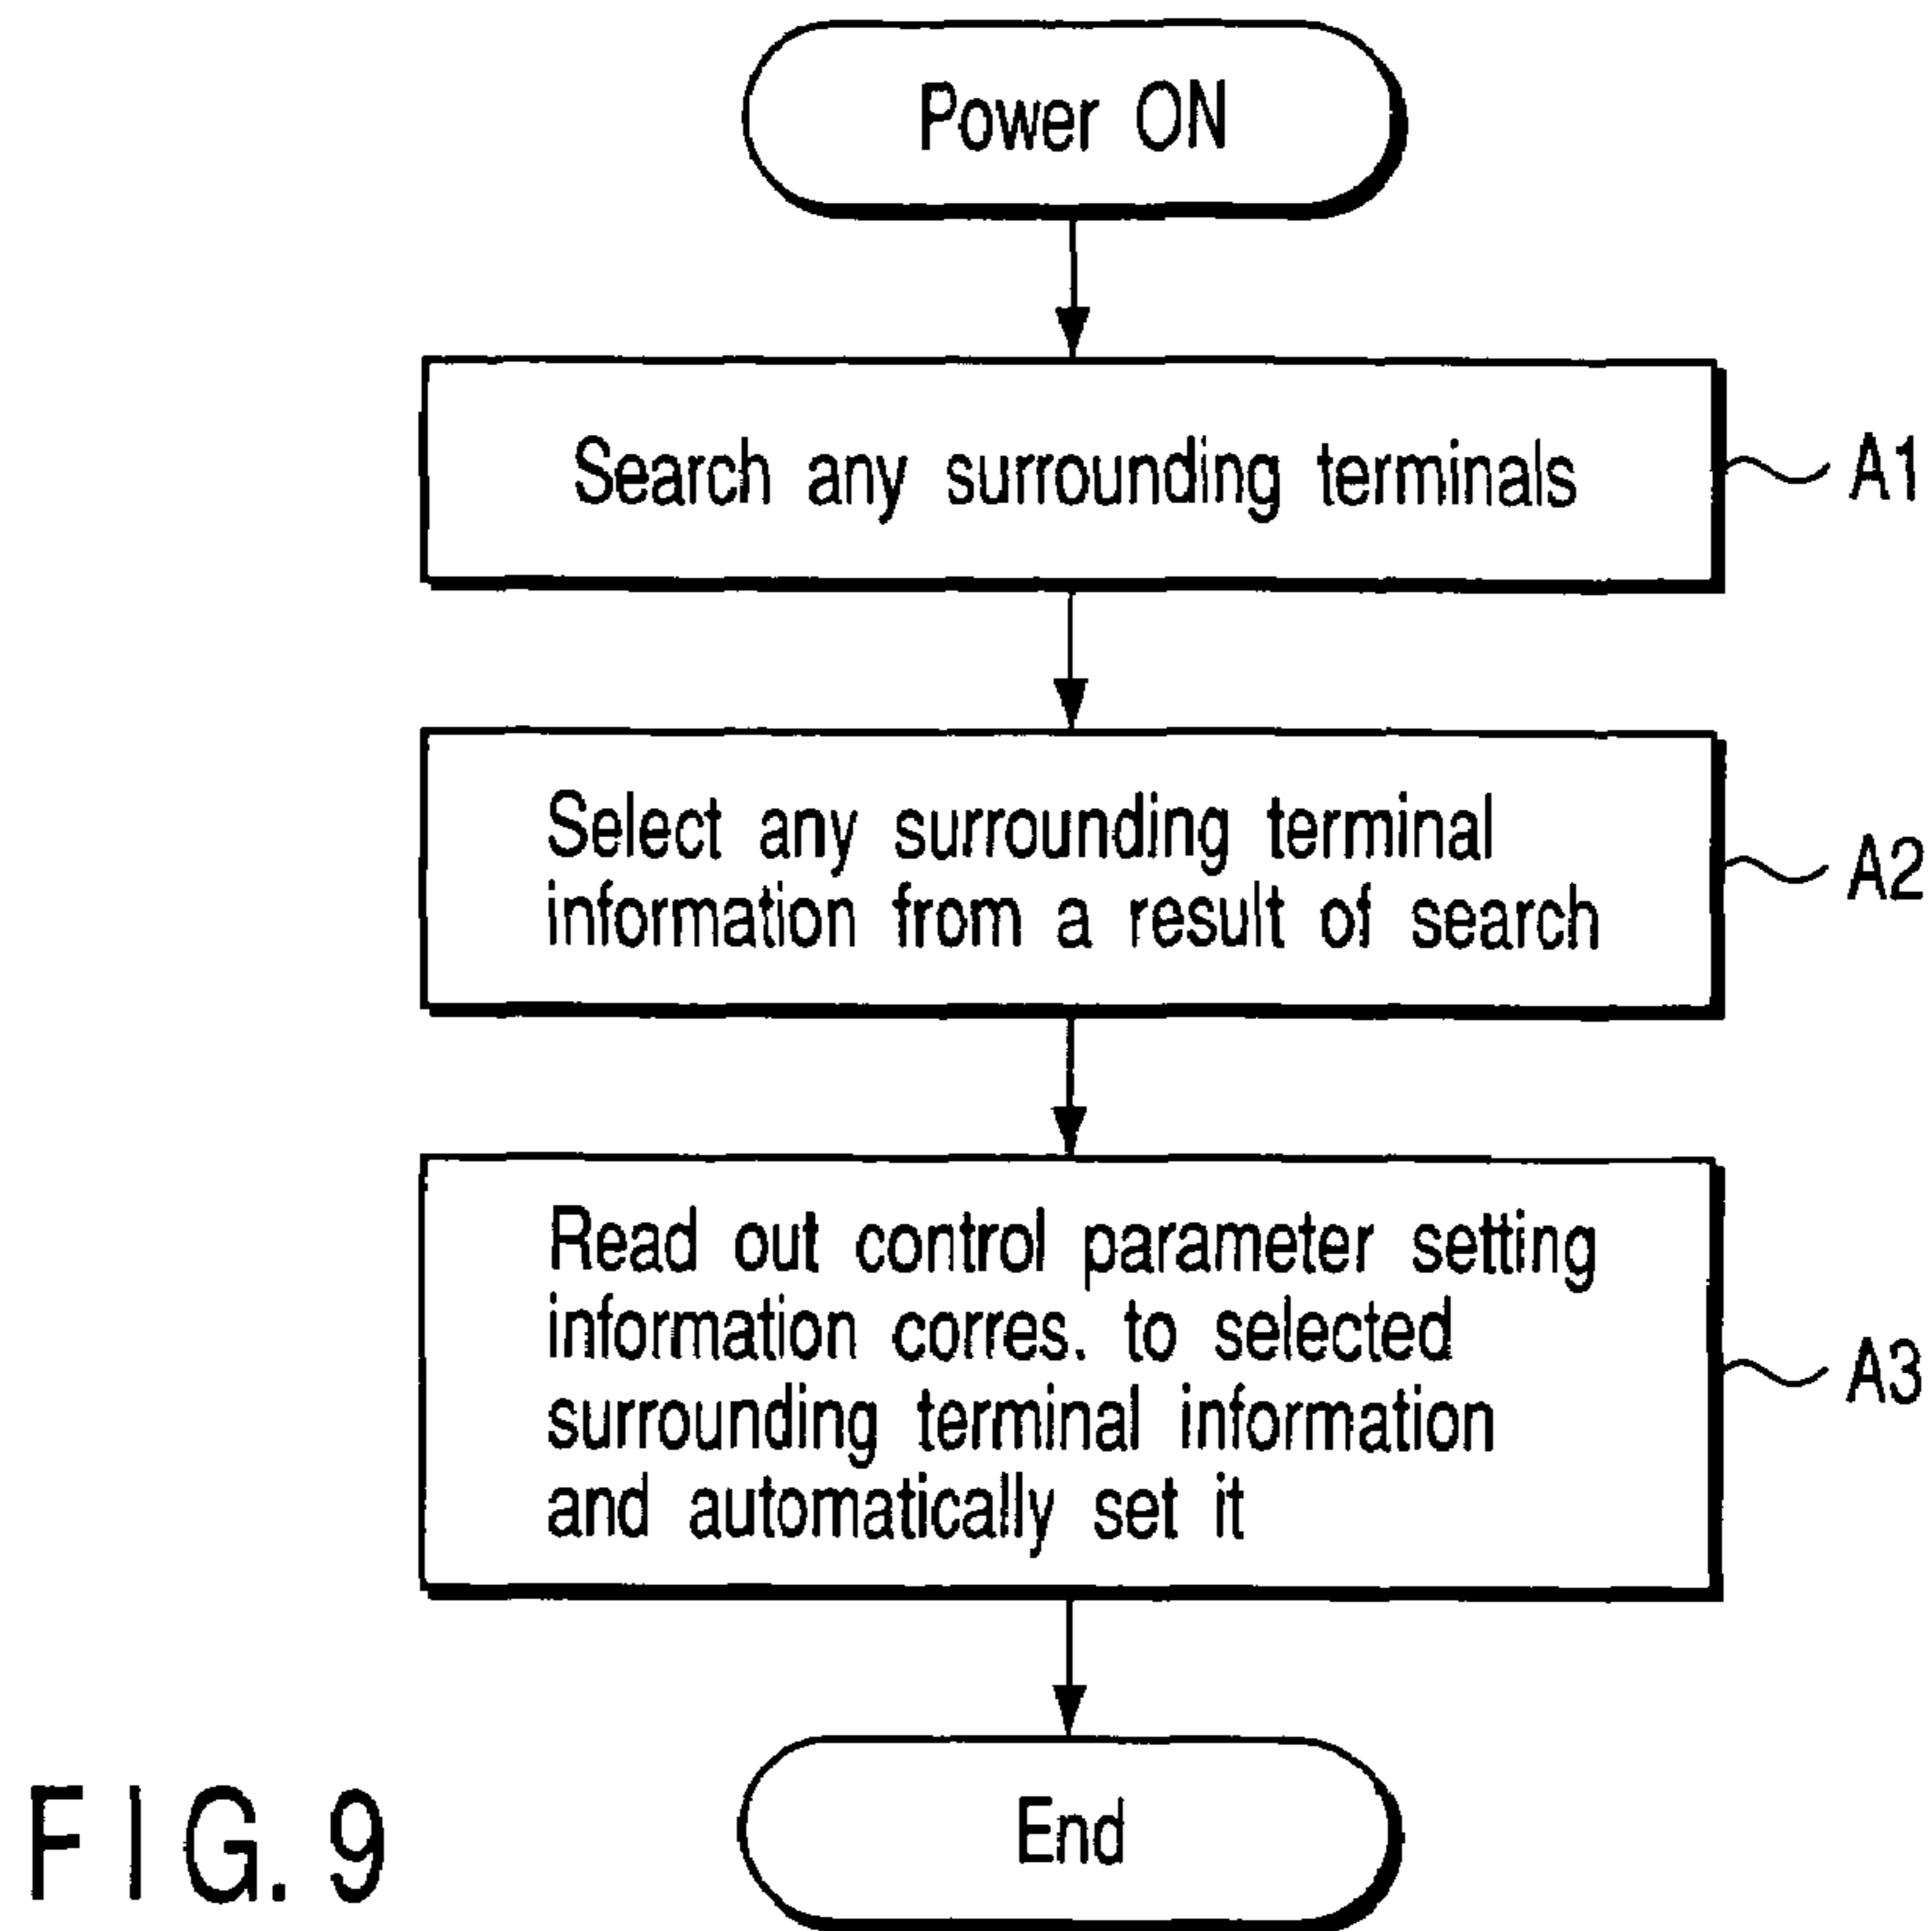 Power ON
Search any surrounding terminals
A1
Select any surrounding terminal
information from a result of search
A2
Read out control parameter setting
information corres. to selected
surrounding terminal information
and automatically set it
A3
End
FIG. 9